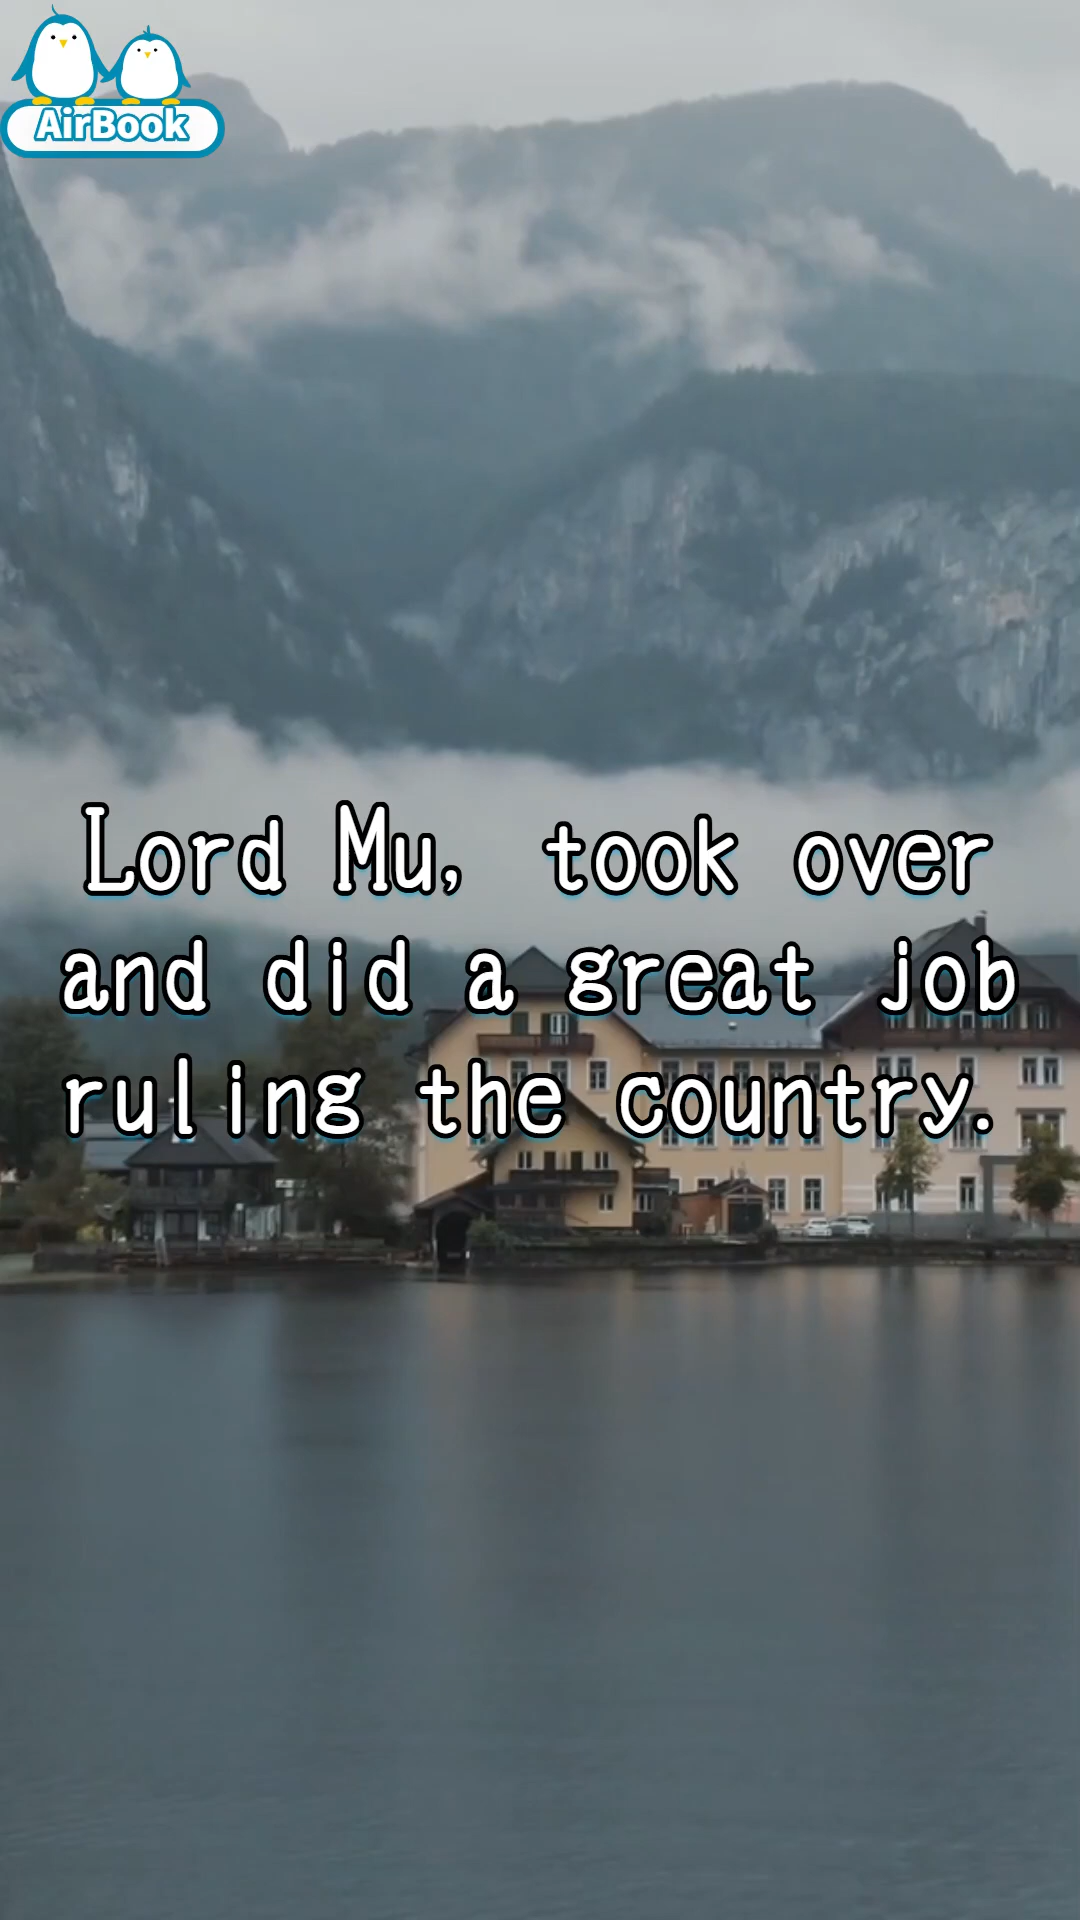 AirBook
Lord Mu, took over
and did a great job
ruling the country.